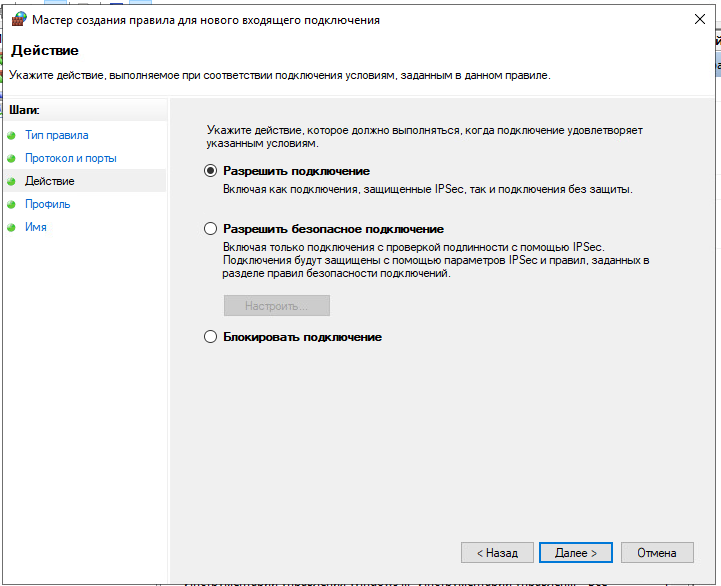 Мастер создания правила для нового входящего подключения
Действие
Укажите действие, выполняемое при соответствии подключения условиям, заданным в данном правиле.
Шаги:
Тип правила
Протокол и порты
Действие
Профиль
Имя
Укажите действие, которое должно выполняться, когда подключение удовлетворяет
указанным условиям.
Разрешить подключение
Включая как подключения, защищенные IPSec, так и подключения без защиты.
Разрешить безопасное подключение
Включая только подключения с проверкой подлинности с помощью IPSec.
Подключения будут защищены с помощью параметров IPSec и правил, заданных в
разделе правил безопасности подключений.
Настроить...
Блокировать подключение
< Назад
Далее >
Отмена